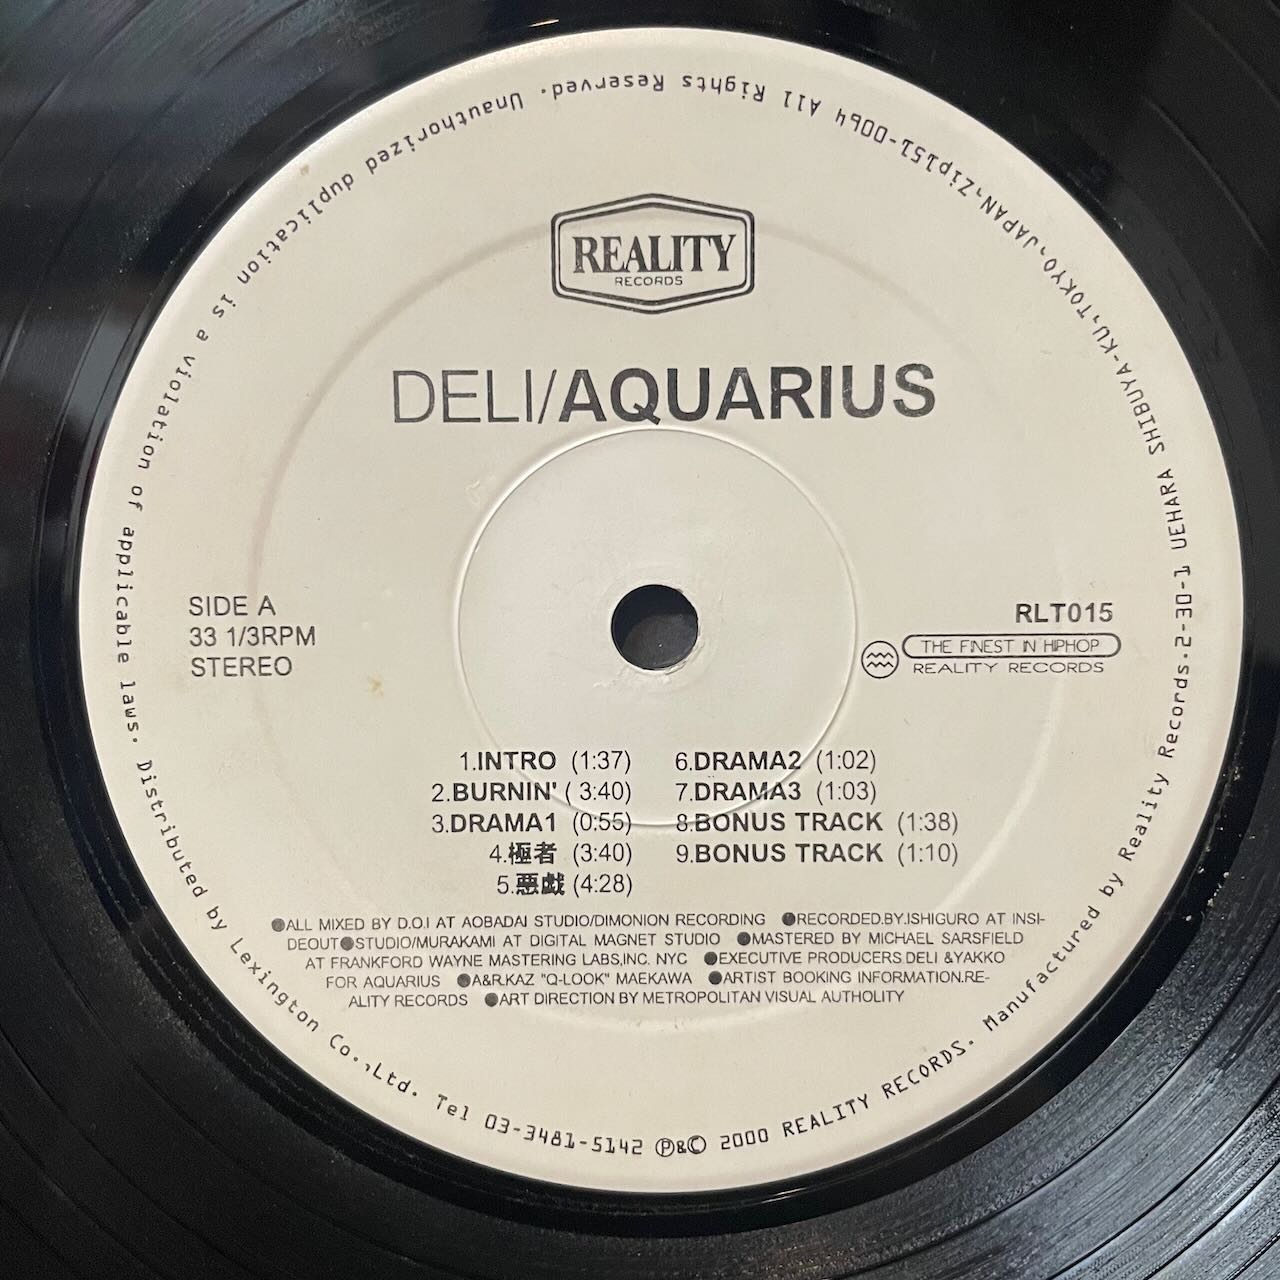 REALITY
RECORDS
DELI/AQUARIUS
SIDE A
33 1/3RPM
STEREO
RLT015
THE FINEST IN HIPHOP
REALITY RECORDS
1.INTRO (1:37)
2.BURNIN' ( 3:40)
3.DRAMA1 (0:55)
4.極者 (3:40)
5.悪戯 (4:28)
6.DRAMA2 (1:02)
7.DRAMA3 (1:03)
8.BONUS TRACK (1:38)
9.BONUS TRACK (1:10)
●ALL MIXED BY D.O.I AT AOBADAI STUDIO/DIMONION RECORDING ●RECORDED.BY.ISHIGURO AT INSI-
DEOUT●STUDIO/MURAKAMI AT DIGITAL MAGNET STUDIO ●MASTERED BY MICHAEL SARSFIELD
AT FRANKFORD WAYNE MASTERING LABS,INC. NYC ●EXECUTIVE PRODUCERS.DELI &YAKKO
FOR AQUARIUS ●A&R.KAZ "Q-LOOK" MAEKAWA ●ARTIST BOOKING INFORMATION.RE-
ALITY RECORDS ●ART DIRECTION BY METROPOLITAN VISUAL AUTHOLITY
℗&© 2000 REALITY RECORDS. Manufactured by Reality Records.2-30-1 UEHARA SHIBUYA-KU,TOKYO,JAPAN,Zip151-0064 All Rights Reserved. Unauthorized duplication is a violation of applicable laws. Distributed by Lexington Co.,Ltd. Tel 03-3481-5142